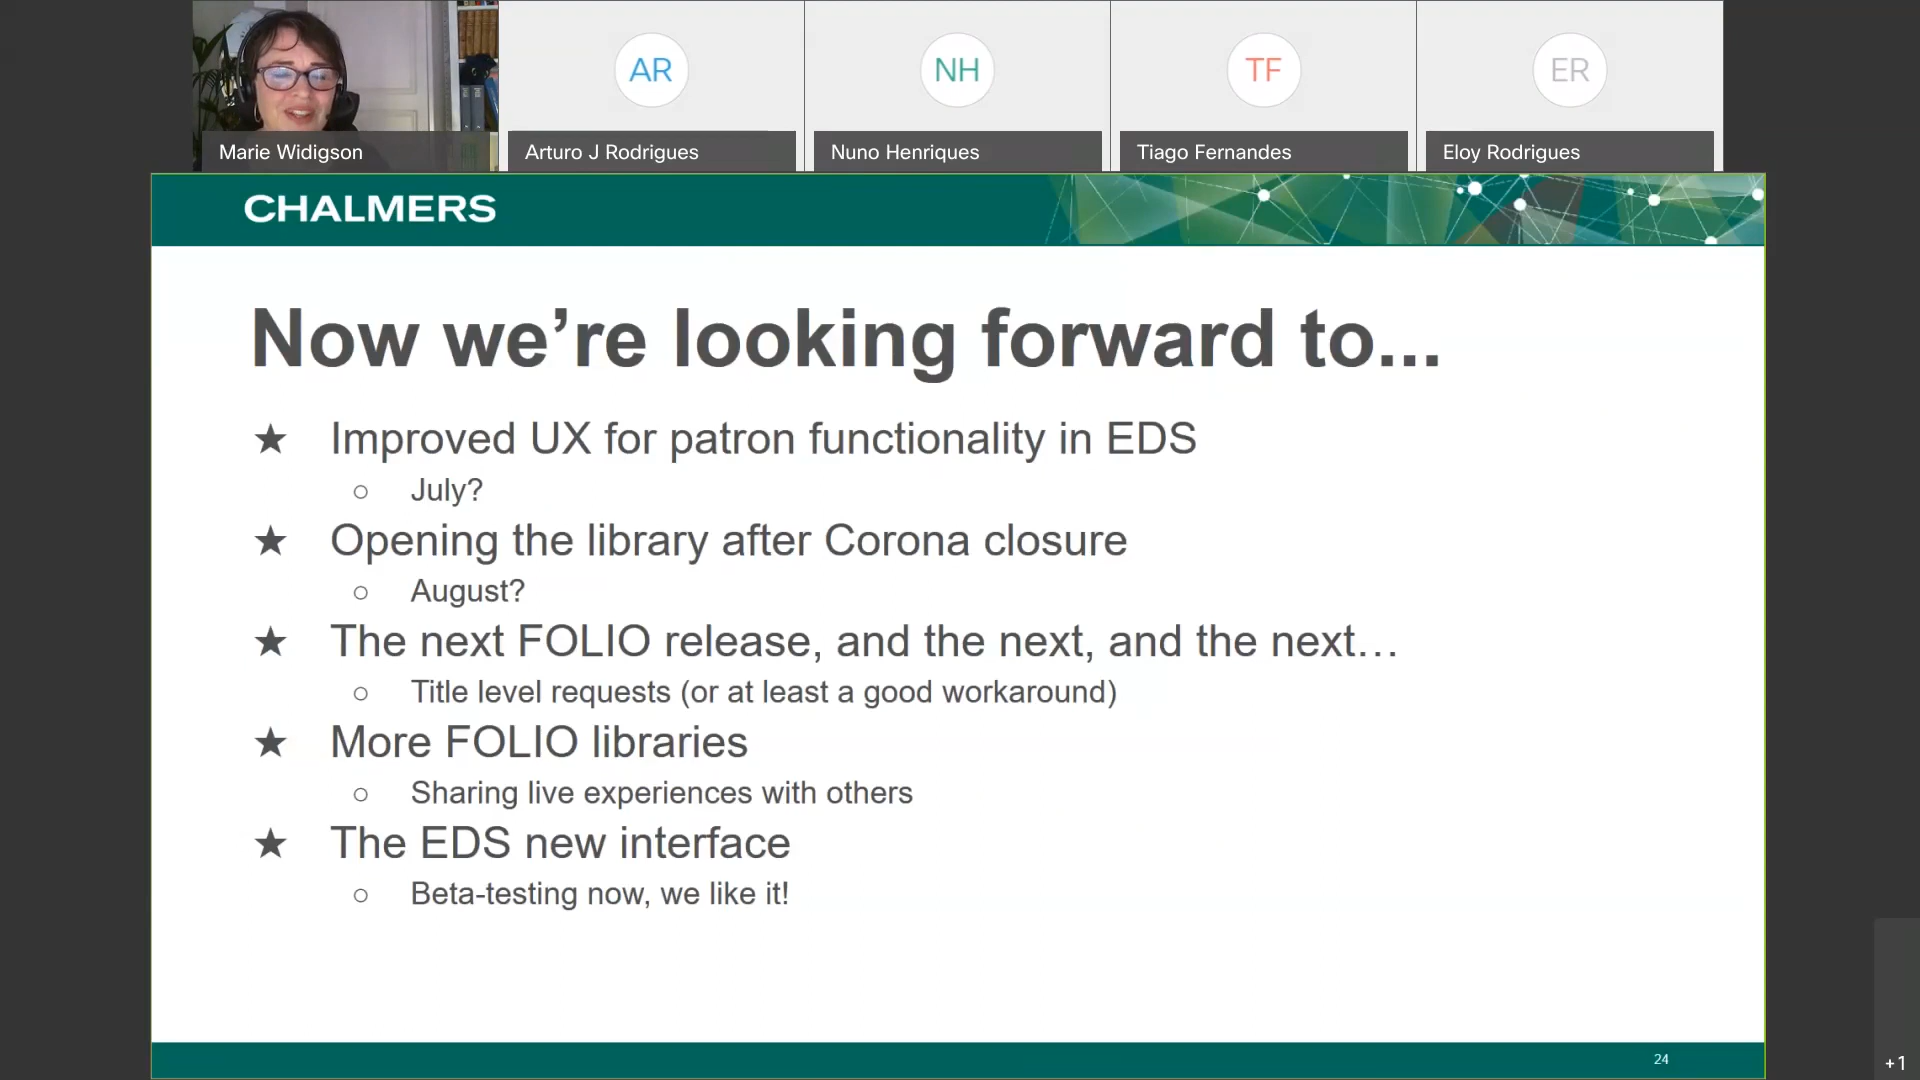 AR
NH
TF
ER
Marie Widigson
Arturo J Rodrigues
Nuno Henriques
Tiago Fernandes
Eloy Rodrigues
CHALMERS
Now we’re looking forward to...
★ Improved UX for patron functionality in EDS
○ July?
★ Opening the library after Corona closure
○ August?
★ The next FOLIO release, and the next, and the next…
○ Title level requests (or at least a good workaround)
★ More FOLIO libraries
○ Sharing live experiences with others
★ The EDS new interface
○ Beta-testing now, we like it!
24
+1